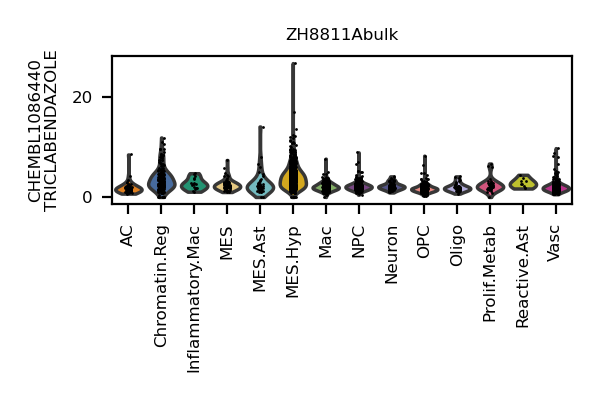 ZH8811Abulk
CHEMBL1086440
TRICLABENDAZOLE
20
0
AC
Chromatin.Reg
Inflammatory.Mac
MES
MES.Ast
MES.Hyp
Mac
NPC
Neuron
OPC
Oligo
Prolif.Metab
Reactive.Ast
Vasc